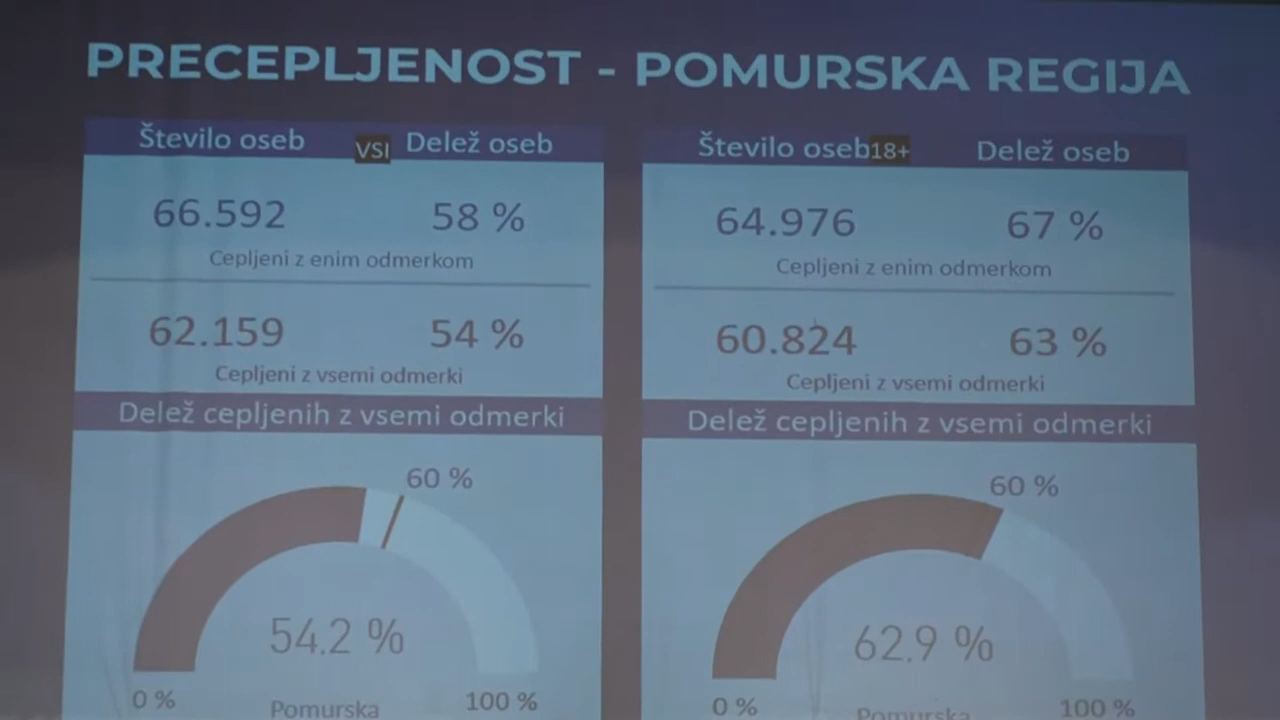 PRECEPLJENOST - POMURSKA REGIJA
Število oseb VSI Delež oseb
66.592 58 %
Cepljeni z enim odmerkom
62.159 54 %
Cepljeni z vsemi odmerki
Delež cepljenih z vsemi odmerki
60 %
54.2 %
0 % Pomurska 100 %
Število oseb 18+ Delež oseb
64.976 67 %
Cepljeni z enim odmerkom
60.824 63 %
Cepljeni z vsemi odmerki
Delež cepljenih z vsemi odmerki
60 %
62.9 %
0 % Pomurska 100 %